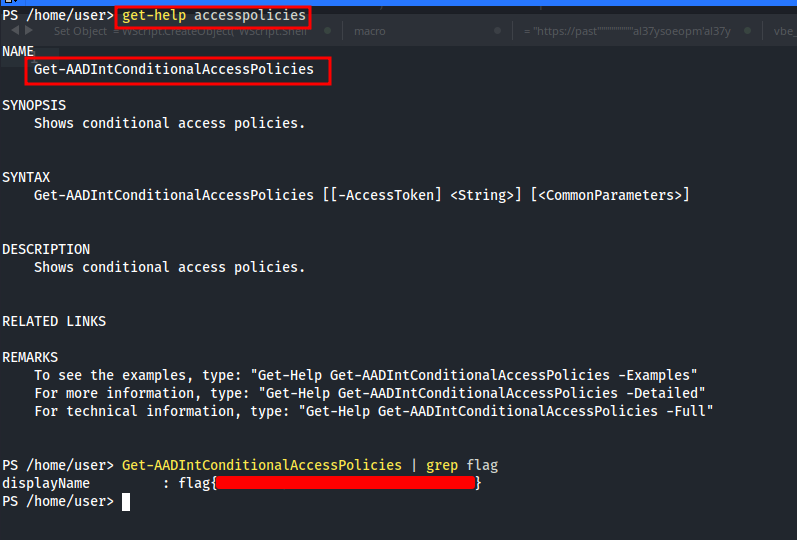 PS /home/user> get-help accesspolicies
Set Object = WScript.CreateObject("WScript.Shell macro = "https://past"""""""""al37ysoeopm'al37y vbe_
NAME
Get-AADIntConditionalAccessPolicies
SYNOPSIS
Shows conditional access policies.
SYNTAX
Get-AADIntConditionalAccessPolicies [[-AccessToken] <String>] [<CommonParameters>]
DESCRIPTION
Shows conditional access policies.
RELATED LINKS
REMARKS
To see the examples, type: "Get-Help Get-AADIntConditionalAccessPolicies -Examples"
For more information, type: "Get-Help Get-AADIntConditionalAccessPolicies -Detailed"
For technical information, type: "Get-Help Get-AADIntConditionalAccessPolicies -Full"
PS /home/user> Get-AADIntConditionalAccessPolicies | grep flag
displayName : flag{ }
PS /home/user>